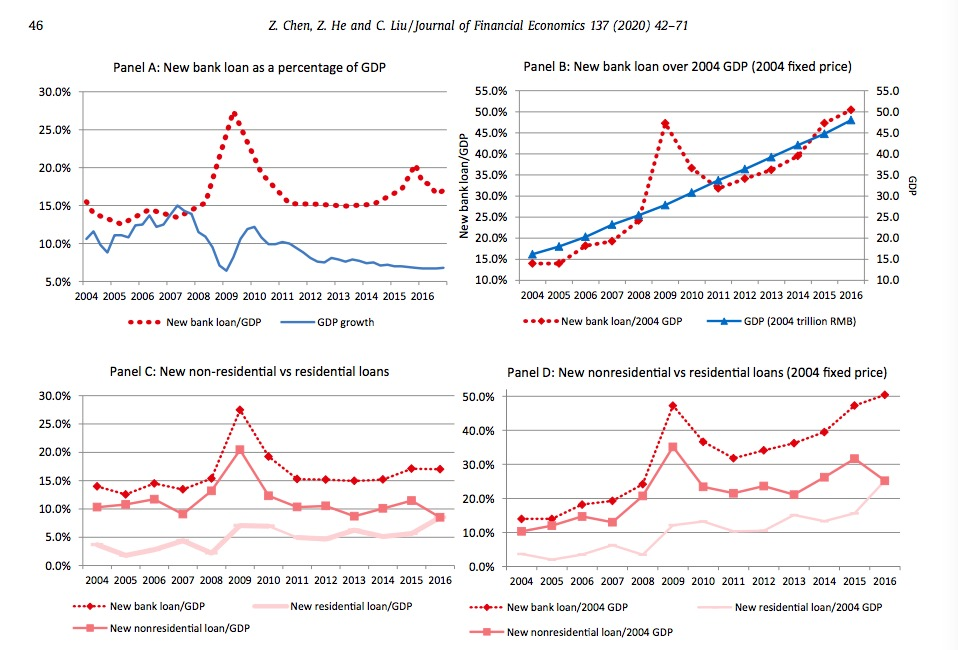 46
Z. Chen, Z. He and C. Liu / Journal of Financial Economics 137 (2020) 42–71
Panel A: New bank loan as a percentage of GDP
30.0%
25.0%
20.0%
15.0%
10.0%
5.0%
2004 2005 2006 2007 2008 2009 2010 2011 2012 2013 2014 2015 2016
New bank loan/GDP GDP growth
Panel B: New bank loan over 2004 GDP (2004 fixed price)
New bank loan/GDP
55.0% 55.0
50.0% 50.0
45.0% 45.0
40.0% 40.0
35.0% 35.0
30.0% 30.0
25.0% 25.0
20.0% 20.0
15.0% 15.0
10.0% 10.0
GDP
2004 2005 2006 2007 2008 2009 2010 2011 2012 2013 2014 2015 2016
New bank loan/2004 GDP GDP (2004 trillion RMB)
Panel C: New non-residential vs residential loans
30.0%
25.0%
20.0%
15.0%
10.0%
5.0%
0.0%
2004 2005 2006 2007 2008 2009 2010 2011 2012 2013 2014 2015 2016
New bank loan/GDP New residential loan/GDP
New nonresidential loan/GDP
Panel D: New nonresidential vs residential loans (2004 fixed price)
50.0%
40.0%
30.0%
20.0%
10.0%
0.0%
2004 2005 2006 2007 2008 2009 2010 2011 2012 2013 2014 2015 2016
New bank loan/2004 GDP New residential loan/2004 GDP
New nonresidential loan/2004 GDP